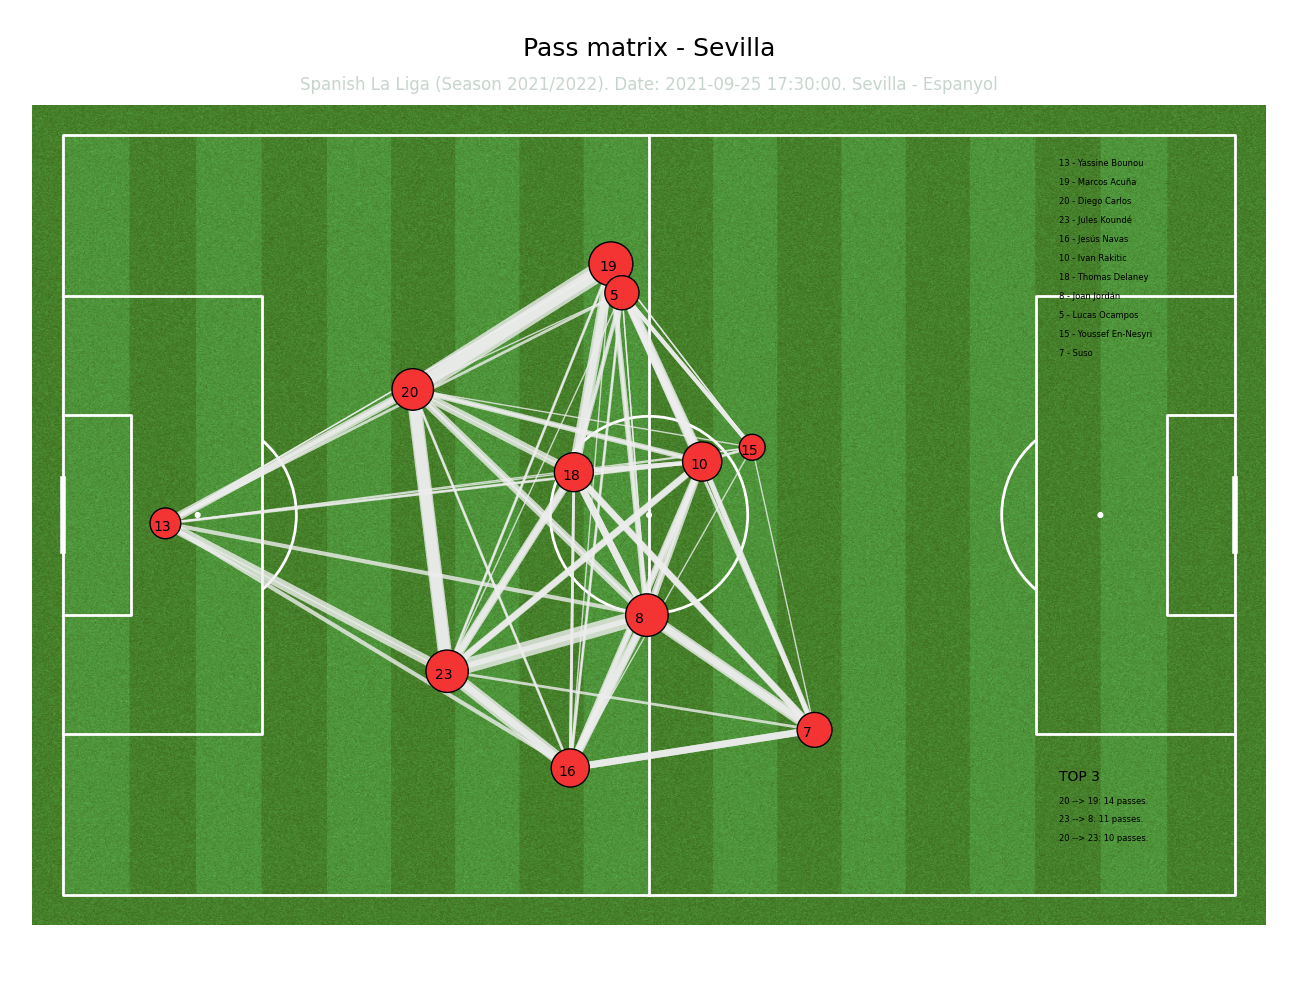 Pass matrix - Sevilla
Spanish La Liga (Season 2021/2022). Date: 2021-09-25 17:30:00. Sevilla - Espanyol
13 - Yassine Bounou
19 - Marcos Acuña
20 - Diego Carlos
23 - Jules Koundé
16 - Jesús Navas
10 - Ivan Rakitic
18 - Thomas Delaney
8 - Joan Jordán
5 - Lucas Ocampos
15 - Youssef En-Nesyri
7 - Suso
19
5
20
15
10
18
13
8
23
7
16
TOP 3
20 --> 19: 14 passes.
23 --> 8: 11 passes.
20 --> 23: 10 passes.